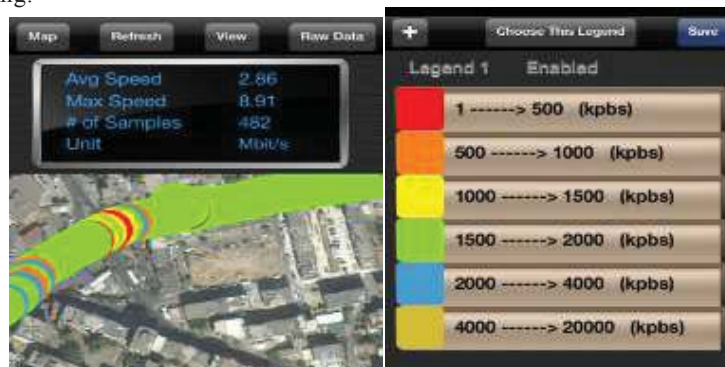 ng.
Map Refresh View Raw Data
Avg Speed 2.86
Max Speed 8.91
# of Samples 482
Unit Mbit/s
+ Choose This Legend Save
Legend 1 Enabled
1 ------> 500 (kpbs)
500 ------> 1000 (kpbs)
1000 ------> 1500 (kpbs)
1500 ------> 2000 (kpbs)
2000 ------> 4000 (kpbs)
4000 ------> 20000 (kpbs)